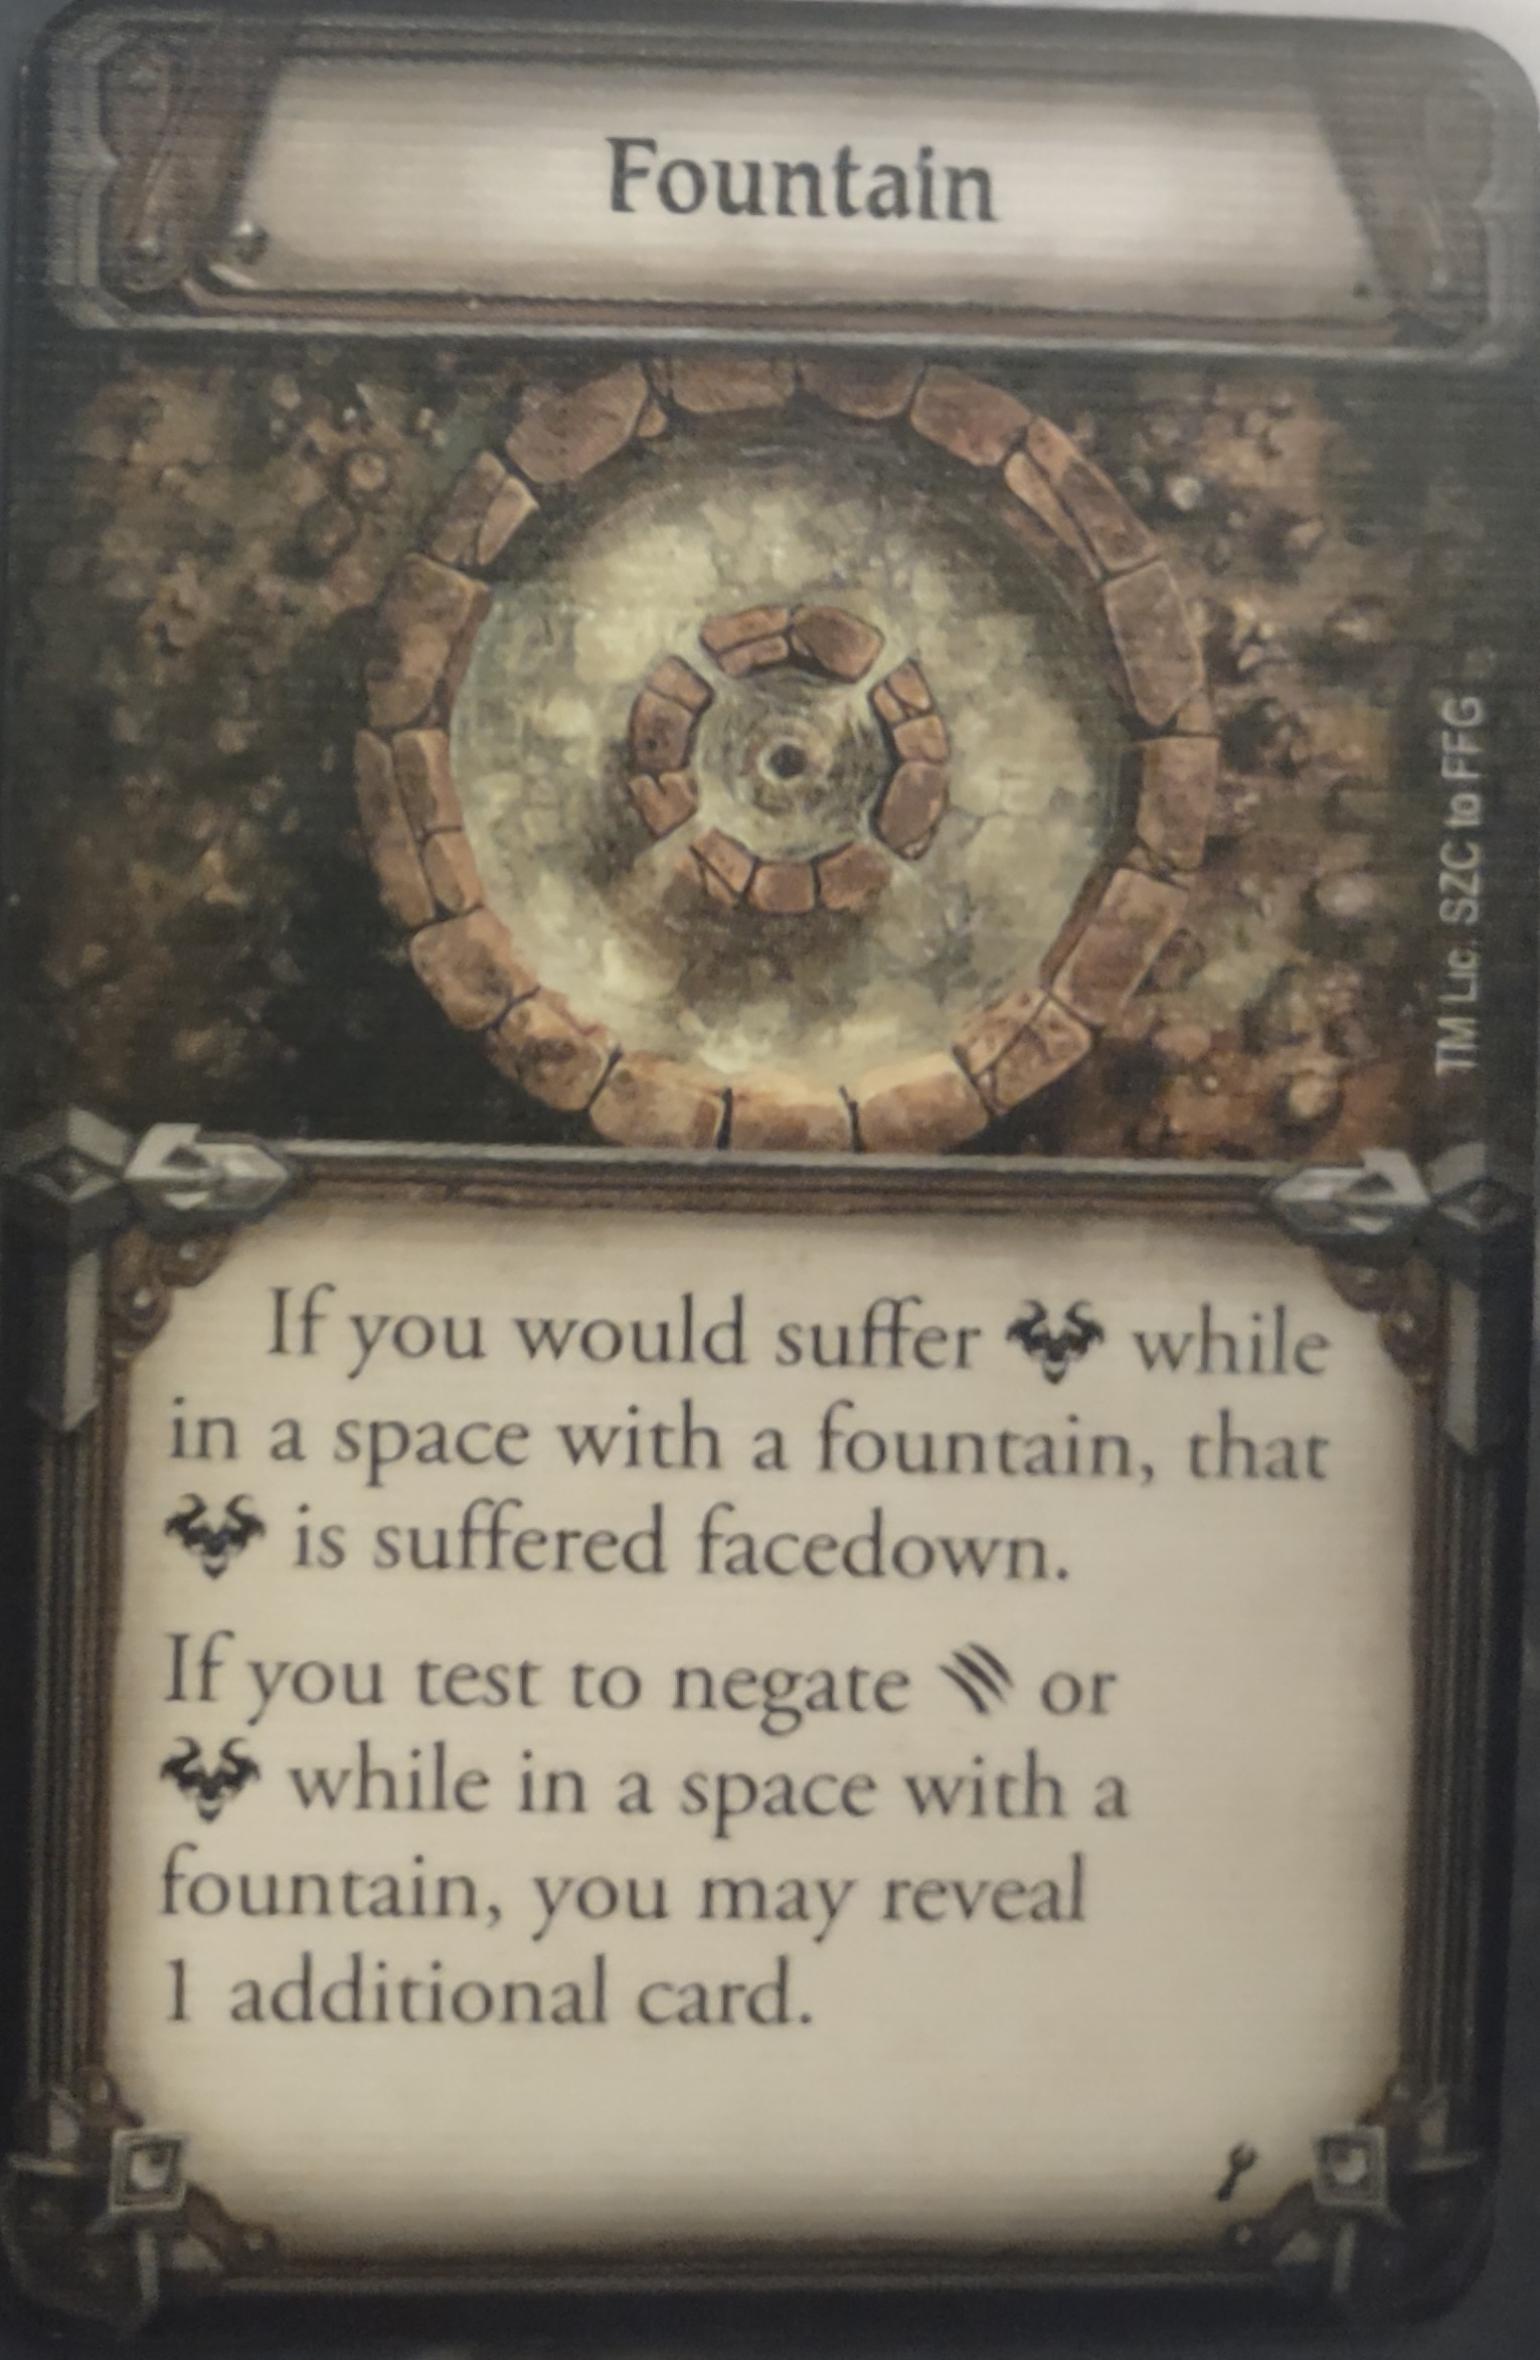 Fountain
TM Lic. SZC to FFG
If you would suffer while
in a space with a fountain, that
is suffered facedown.
If you test to negate or
while in a space with a
fountain, you may reveal
1 additional card.